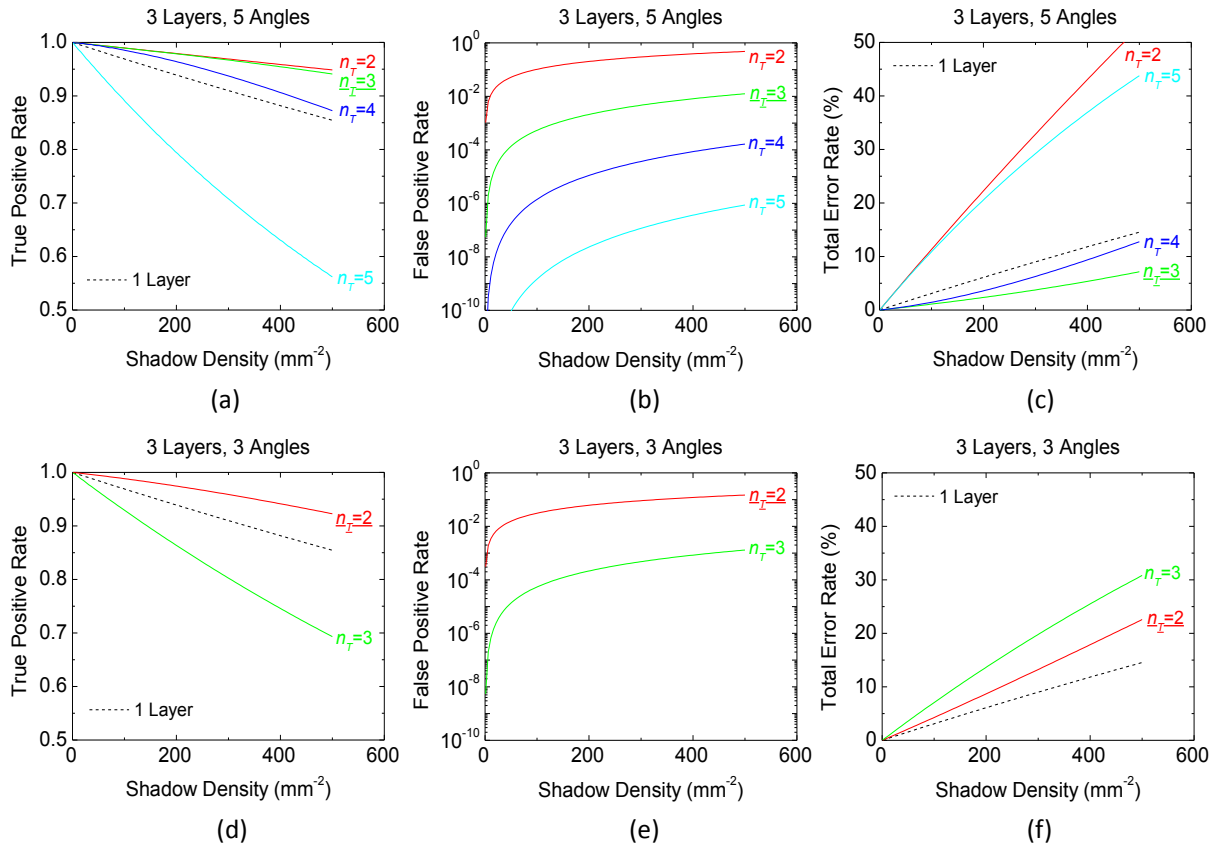 3 Layers, 5 Angles
1.0
0.9
0.8
0.7
0.6
0.5
True Positive Rate
n_T=2
n_T=3
n_T=4
n_T=5
1 Layer
0
200
400
600
Shadow Density (mm⁻²)
(a)
3 Layers, 5 Angles
10⁰
10⁻²
10⁻⁴
10⁻⁶
10⁻⁸
10⁻¹⁰
False Positive Rate
n_T=2
n_T=3
n_T=4
n_T=5
0
200
400
600
Shadow Density (mm⁻²)
(b)
3 Layers, 5 Angles
50
40
30
20
10
0
Total Error Rate (%)
1 Layer
n_T=2
n_T=5
n_T=4
n_T=3
0
200
400
600
Shadow Density (mm⁻²)
(c)
3 Layers, 3 Angles
1.0
0.9
0.8
0.7
0.6
0.5
True Positive Rate
n_T=2
n_T=3
1 Layer
0
200
400
600
Shadow Density (mm⁻²)
(d)
3 Layers, 3 Angles
10⁰
10⁻²
10⁻⁴
10⁻⁶
10⁻⁸
10⁻¹⁰
False Positive Rate
n_T=2
n_T=3
0
200
400
600
Shadow Density (mm⁻²)
(e)
3 Layers, 3 Angles
50
40
30
20
10
0
Total Error Rate (%)
1 Layer
n_T=3
n_T=2
0
200
400
600
Shadow Density (mm⁻²)
(f)